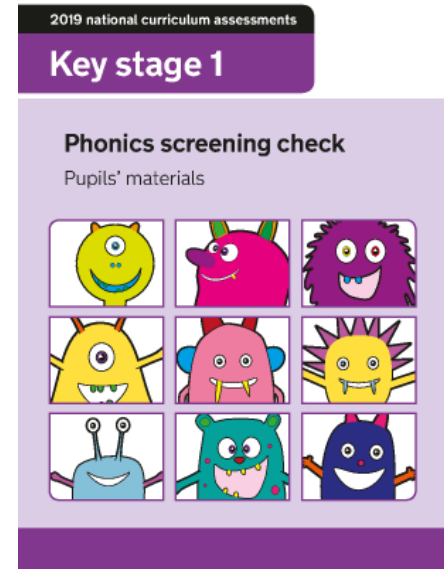 2019 national curriculum assessments
Key stage 1
Phonics screening check
Pupils’ materials